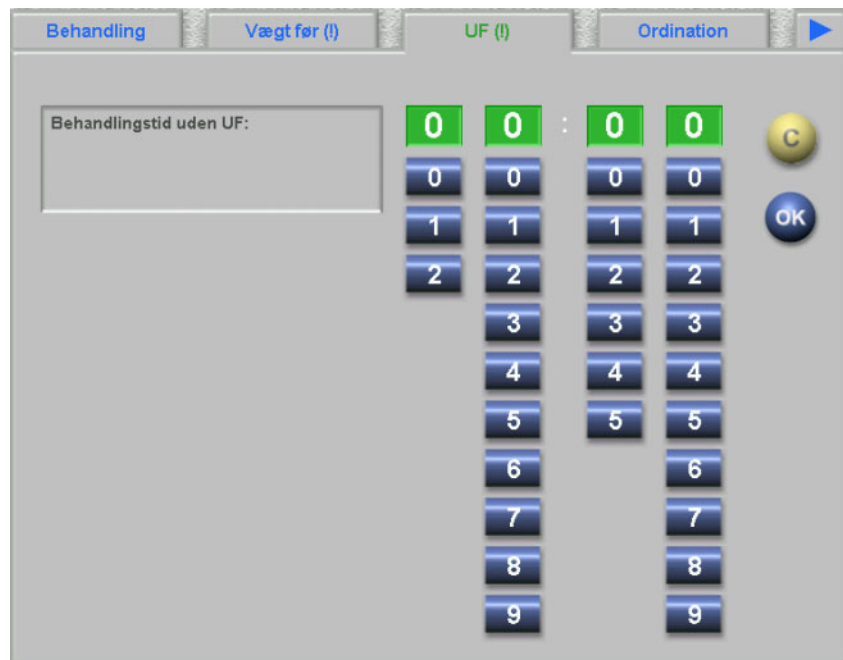 Behandling Vægt før (!) UF (!) Ordination
Behandlingstid uden UF:
0 0 : 0 0
C
0 0 0 0
1 1 1 1
OK
2 2 2 2
3 3 3
4 4 4
5 5 5
6 6
7 7
8 8
9 9